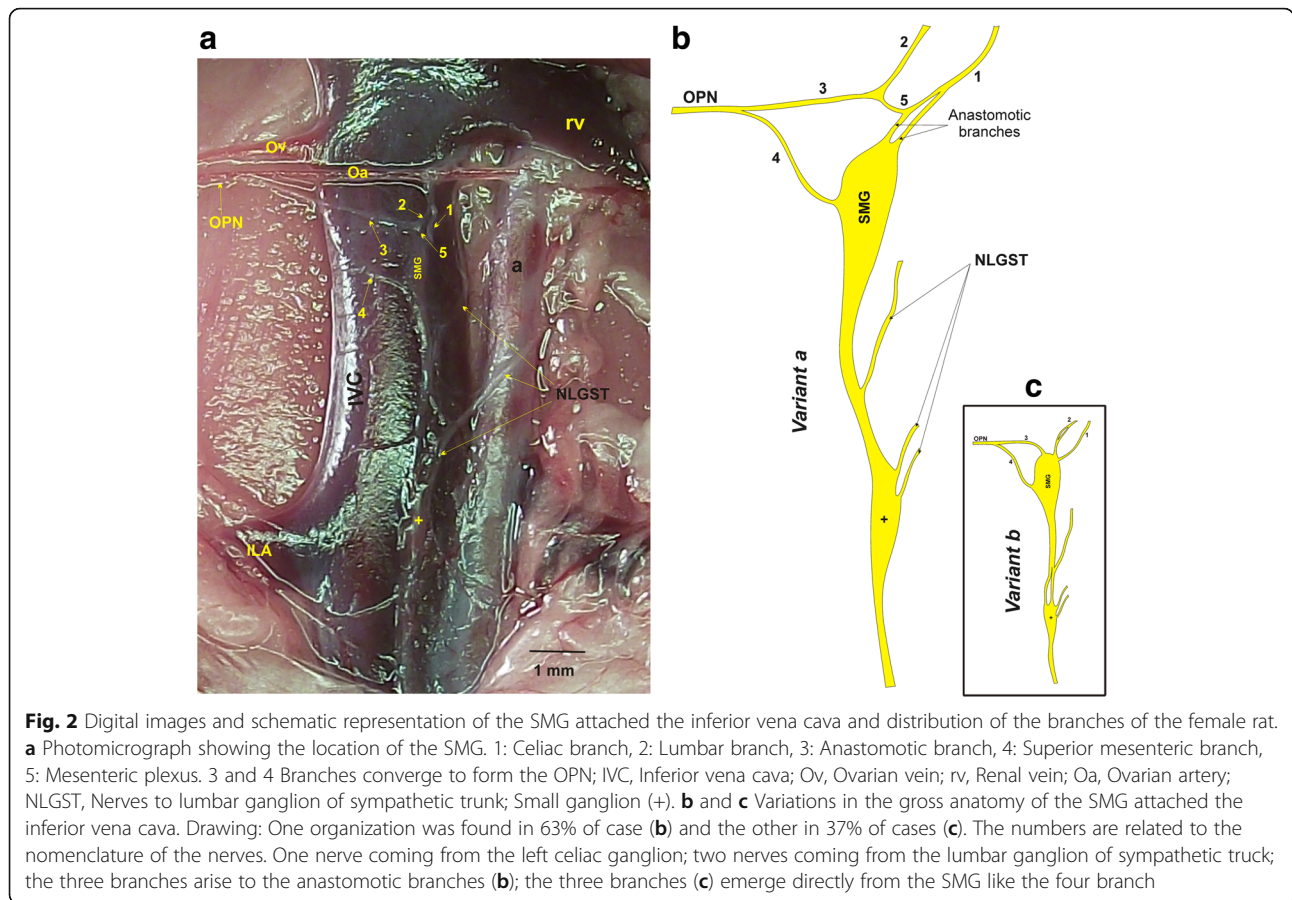 a
Ov
rv
Oa
OPN
2
1
3
5
SMG
a
4
IVC
NLGST
+
ILA
1 mm
b
2
1
3
OPN
5
Anastomotic
branches
4
SMG
NLGST
Variant a
+
c
2
1
OPN
3
4
SMG
Variant b
+
Fig. 2 Digital images and schematic representation of the SMG attached the inferior vena cava and distribution of the branches of the female rat.
a Photomicrograph showing the location of the SMG. 1: Celiac branch, 2: Lumbar branch, 3: Anastomotic branch, 4: Superior mesenteric branch,
5: Mesenteric plexus. 3 and 4 Branches converge to form the OPN; IVC, Inferior vena cava; Ov, Ovarian vein; rv, Renal vein; Oa, Ovarian artery;
NLGST, Nerves to lumbar ganglion of sympathetic trunk; Small ganglion (+). b and c Variations in the gross anatomy of the SMG attached the
inferior vena cava. Drawing: One organization was found in 63% of case (b) and the other in 37% of cases (c). The numbers are related to the
nomenclature of the nerves. One nerve coming from the left celiac ganglion; two nerves coming from the lumbar ganglion of sympathetic truck;
the three branches arise to the anastomotic branches (b); the three branches (c) emerge directly from the SMG like the four branch